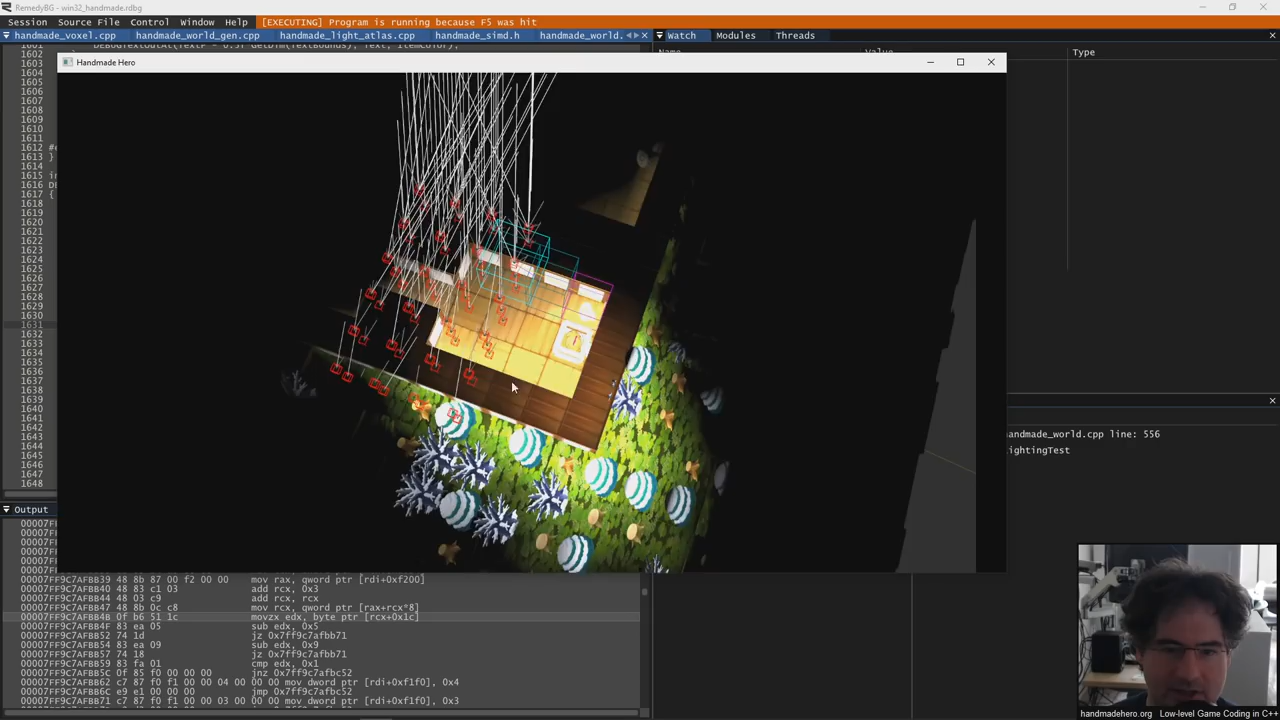 RemedyBG - win32_handmade.rdbg
Session Source File Control Window Help [EXECUTING] Program is running because F5 was hit
handmade_voxel.cpp handmade_world_gen.cpp handmade_light_atlas.cpp handmade_simd.h handmade_world.
Watch Modules Threads
Name Value Type
1602
1603
1604
1605
1606
1607
1608
1609
1610
1611
1612 #e
1613 }
1614
1615 in
1616 DE
1617 {
1618
1619
1620
1621
1622
1623
1624
1625
1626
1627
1628
1629
1630
1631
1632
1633
1634
1635
1636
1637
1638
1639
1640
1641
1642
1643
1644
1645
1646
1647
1648
Handmade Hero
andmade_world.cpp line: 556
ightingTest
Output
00007FF9C7AFBB39 48 8b 87 00 f2 00 00 mov rax, qword ptr [rdi+0xf200]
00007FF9C7AFBB40 48 83 c1 03 add rcx, 0x3
00007FF9C7AFBB44 48 03 c9 add rcx, rcx
00007FF9C7AFBB47 48 8b 0c c8 mov rcx, qword ptr [rax+rcx*8]
00007FF9C7AFBB4B 0f b6 51 1c movzx edx, byte ptr [rcx+0x1c]
00007FF9C7AFBB4F 83 ea 05 sub edx, 0x5
00007FF9C7AFBB52 74 1d jz 0x7ff9c7afbb71
00007FF9C7AFBB54 83 ea 09 sub edx, 0x9
00007FF9C7AFBB57 74 18 jz 0x7ff9c7afbb71
00007FF9C7AFBB59 83 fa 01 cmp edx, 0x1
00007FF9C7AFBB5C 0f 85 f0 00 00 00 jnz 0x7ff9c7afbc52
00007FF9C7AFBB62 c7 87 f0 f1 00 00 04 00 00 00 mov dword ptr [rdi+0xf1f0], 0x4
00007FF9C7AFBB6C e9 e1 00 00 00 jmp 0x7ff9c7afbc52
00007FF9C7AFBB71 c7 87 f0 f1 00 00 03 00 00 00 mov dword ptr [rdi+0xf1f0], 0x3
handmadehero.org | Low-level Game Coding in C++